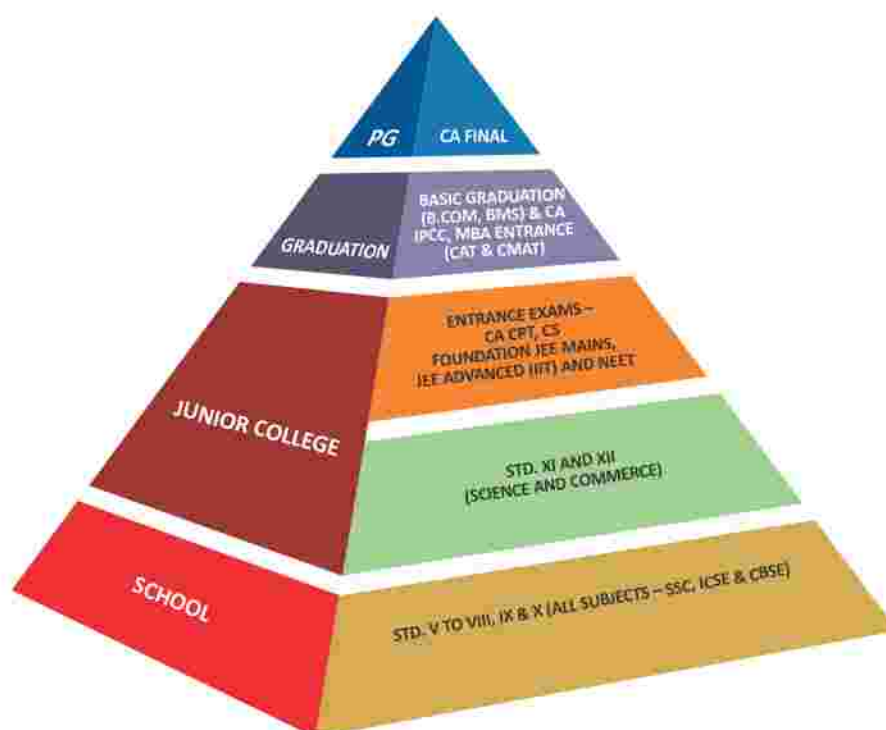 PG
CA FINAL
GRADUATION
BASIC GRADUATION
(B.COM, BMS) & CA
IPCC, MBA ENTRANCE
(CAT & CMAT)
JUNIOR COLLEGE
ENTRANCE EXAMS –
CA CPT, CS
FOUNDATION JEE MAINS,
JEE ADVANCED (IIT) AND NEET
STD. XI AND XII
(SCIENCE AND COMMERCE)
SCHOOL
STD. V TO VIII, IX & X (ALL SUBJECTS – SSC, ICSE & CBSE)